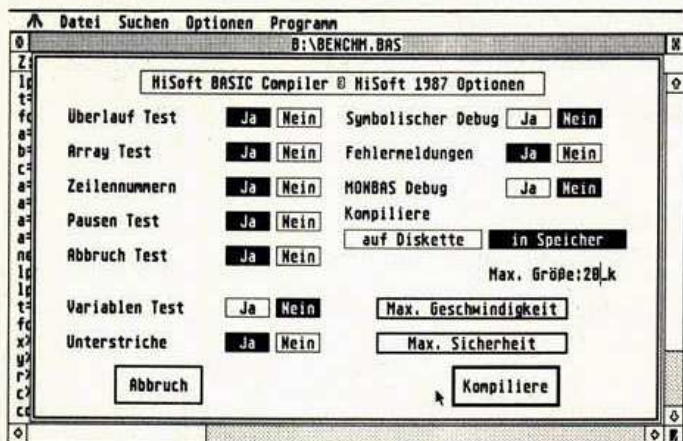 Datei Suchen Optionen Programm
B:\BENCHM.BAS
HiSoft BASIC Compiler © HiSoft 1987 Optionen
Überlauf Test Ja Nein
Array Test Ja Nein
Zeilennummern Ja Nein
Pausen Test Ja Nein
Abbruch Test Ja Nein
Variablen Test Ja Nein
Unterstriche Ja Nein
Symbolischer Debug Ja Nein
Fehlermeldungen Ja Nein
MONBAS Debug Ja Nein
Kompiliere
auf Diskette in Speicher
Max. Größe:20_k
Max. Geschwindigkeit
Max. Sicherheit
Abbruch Kompiliere